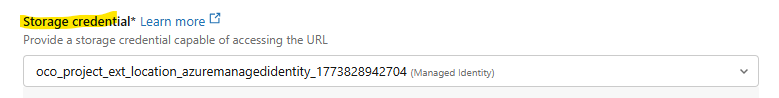 Storage credential* Learn more
Provide a storage credential capable of accessing the URL
oco_project_ext_location_azuremanagedidentity_1773828942704 (Managed Identity)